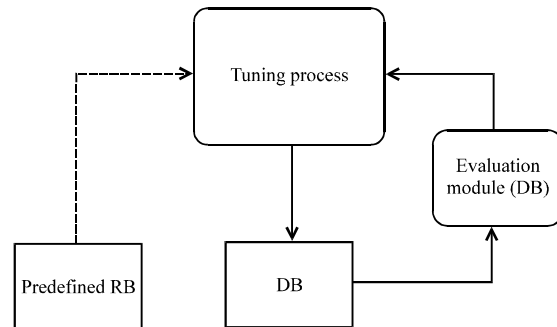 Tuning process
Evaluation
module (DB)
Predefined RB
DB